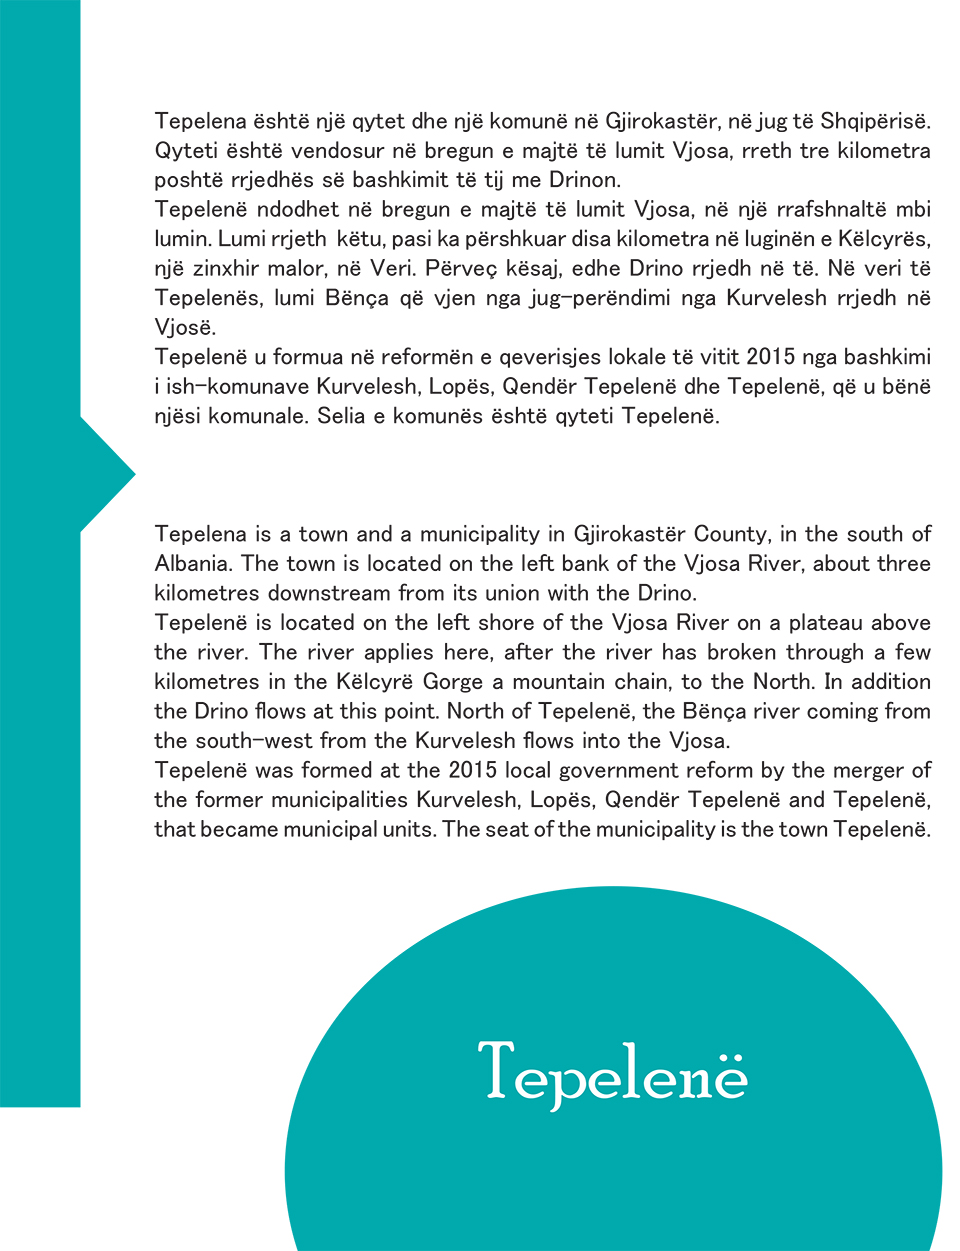 Tepelena është një qytet dhe një komunë në Gjirokastër, në jug të Shqipërisë.
Qyteti është vendosur në bregun e majtë të lumit Vjosa, rreth tre kilometra
poshtë rrjedhës së bashkimit të tij me Drinon.
Tepelenë ndodhet në bregun e majtë të lumit Vjosa, në një rrafshnaltë mbi
lumin. Lumi rrjeth këtu, pasi ka përshkuar disa kilometra në luginën e Këlcyrës,
një zinxhir malor, në Veri. Përveç kësaj, edhe Drino rrjedh në të. Në veri të
Tepelenës, lumi Bënça që vjen nga jug-perëndimi nga Kurvelesh rrjedh në
Vjosë.
Tepelenë u formua në reformën e qeverisjes lokale të vitit 2015 nga bashkimi
i ish-komunave Kurvelesh, Lopës, Qendër Tepelenë dhe Tepelenë, që u bënë
njësi komunale. Selia e komunës është qyteti Tepelenë.
Tepelena is a town and a municipality in Gjirokastër County, in the south of
Albania. The town is located on the left bank of the Vjosa River, about three
kilometres downstream from its union with the Drino.
Tepelenë is located on the left shore of the Vjosa River on a plateau above
the river. The river applies here, after the river has broken through a few
kilometres in the Këlcyrë Gorge a mountain chain, to the North. In addition
the Drino flows at this point. North of Tepelenë, the Bënça river coming from
the south-west from the Kurvelesh flows into the Vjosa.
Tepelenë was formed at the 2015 local government reform by the merger of
the former municipalities Kurvelesh, Lopës, Qendër Tepelenë and Tepelenë,
that became municipal units. The seat of the municipality is the town Tepelenë.
Tepelenë